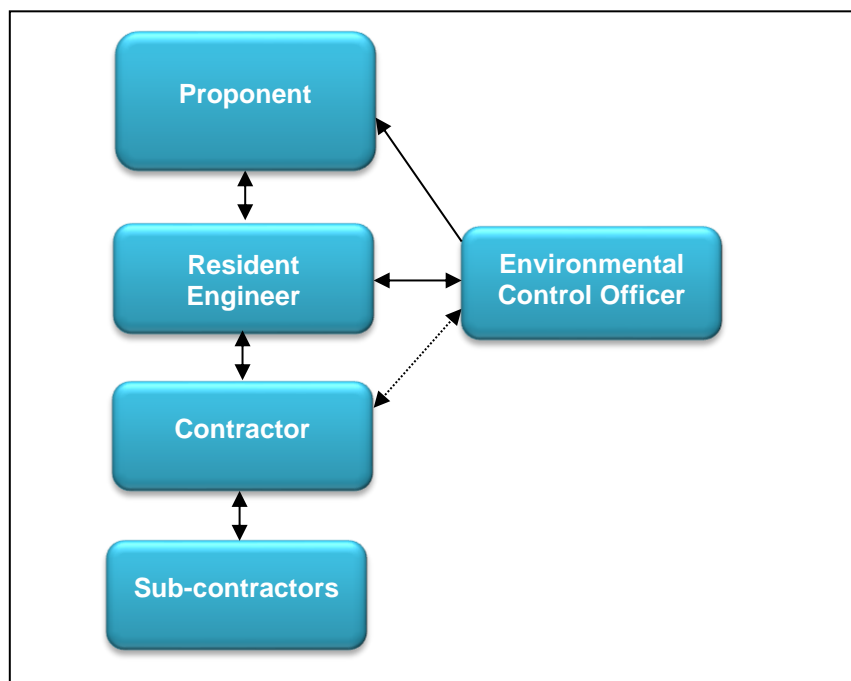 Proponent
Resident
Engineer
Environmental
Control Officer
Contractor
Sub-contractors